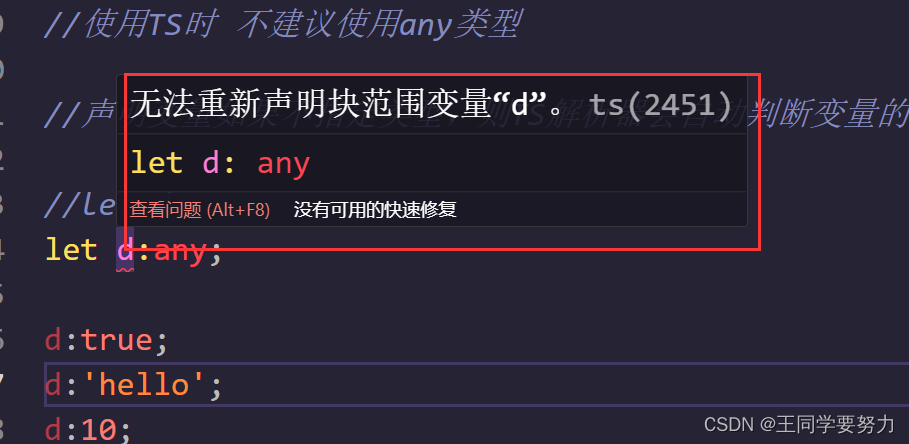 //使用TS时 不建议使用any类型
无法重新声明块范围变量“d”。 ts(2451)
//声 判断变量的
let d: any
//le
查看问题 (Alt+F8) 没有可用的快速修复
let d:any;
d:true;
d:'hello';
d:10;
CSDN @王同学要努力